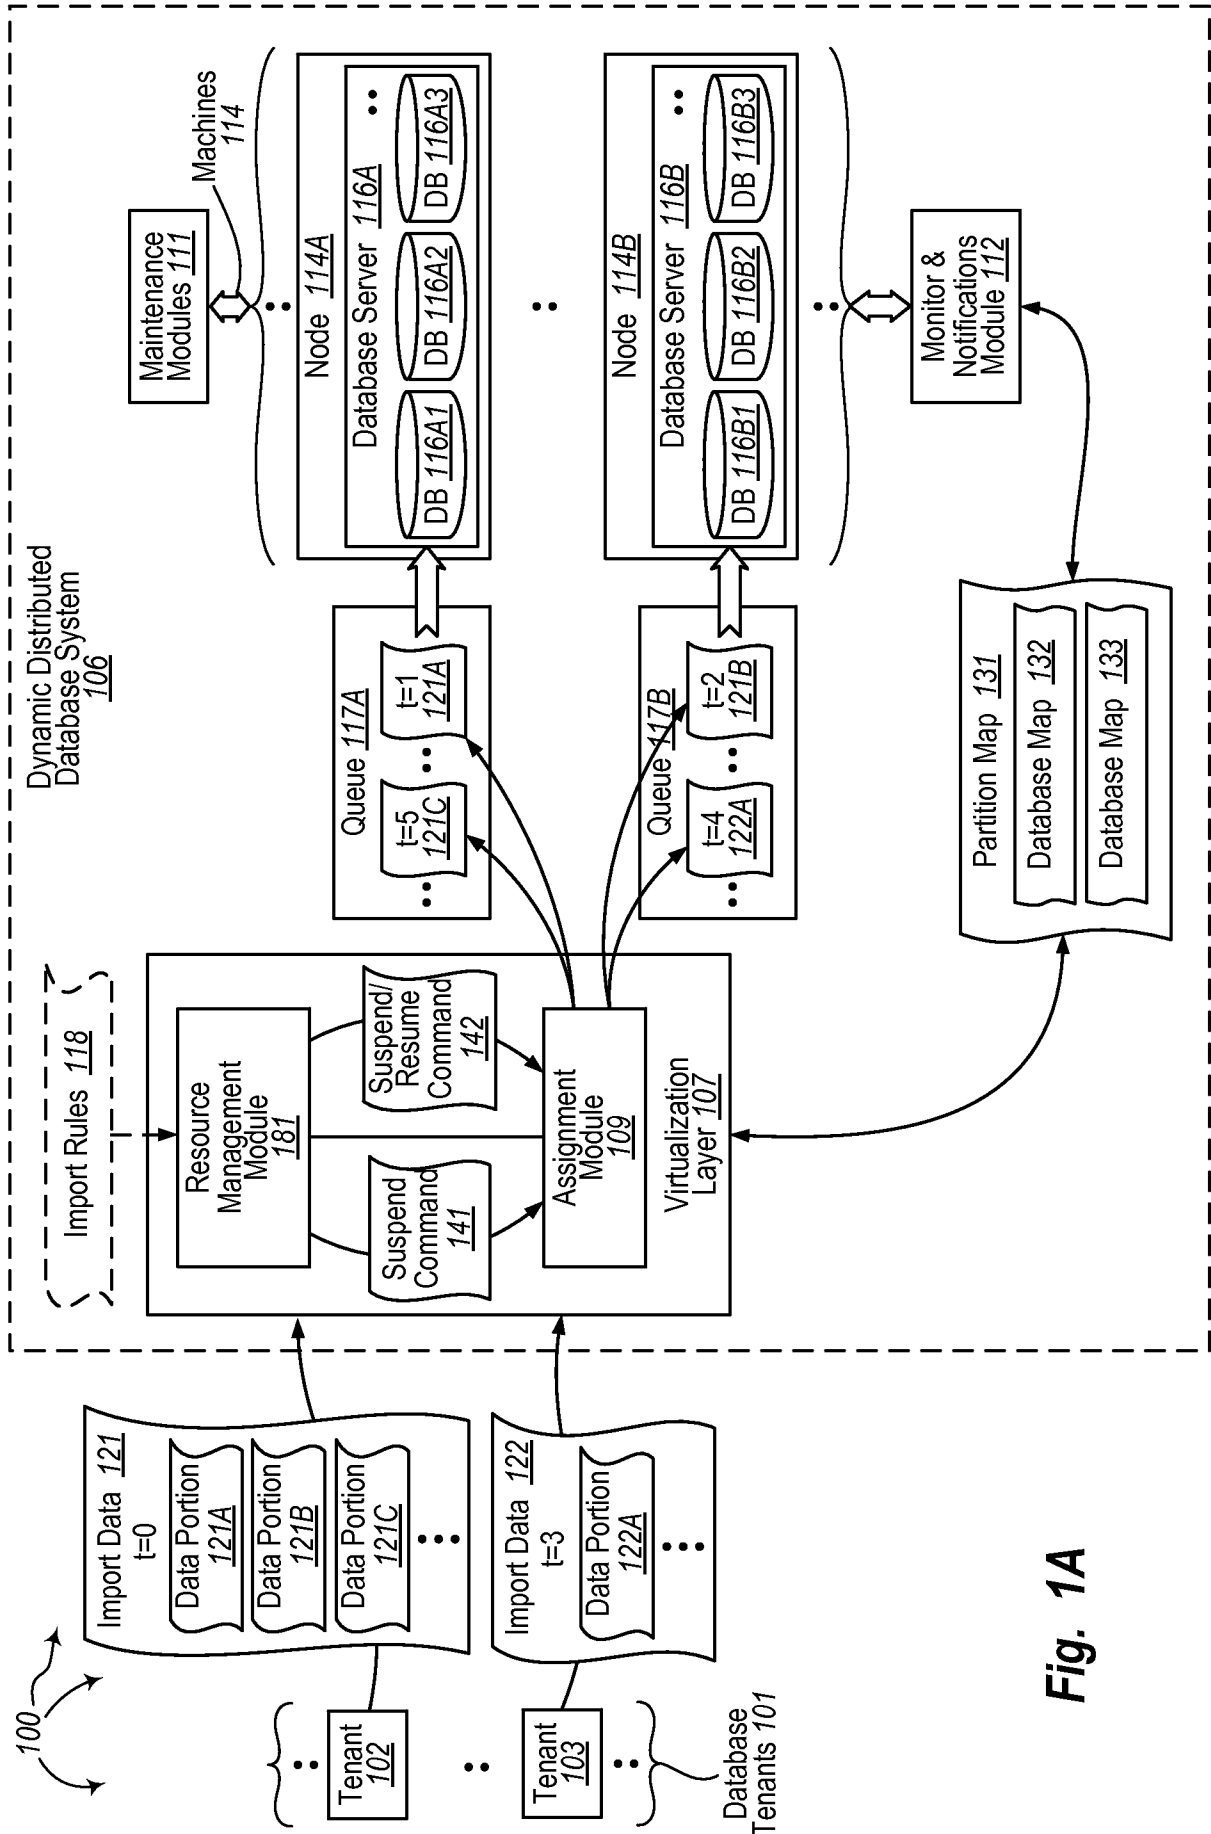 100
Database
Tenants 101
Tenant
102
Tenant
103
Import Data 121
t=0
Data Portion
121A
Data Portion
121B
Data Portion
121C
Import Data 122
t=3
Data Portion
122A
Dynamic Distributed
Database System
106
Import Rules 118
Resource
Management
Module
181
Suspend
Command
141
Suspend/
Resume
Command
142
Assignment
Module
109
Virtualization
Layer 107
Queue 117A
t=5
121C
t=1
121A
Queue 117B
t=4
122A
t=2
121B
Maintenance
Modules 111
Machines
114
Node 114A
Database Server 116A
DB 116A1
DB 116A2
DB 116A3
Node 114B
Database Server 116B
DB 116B1
DB 116B2
DB 116B3
Monitor &
Notifications
Module 112
Partition Map 131
Database Map 132
Database Map 133
Fig. 1A